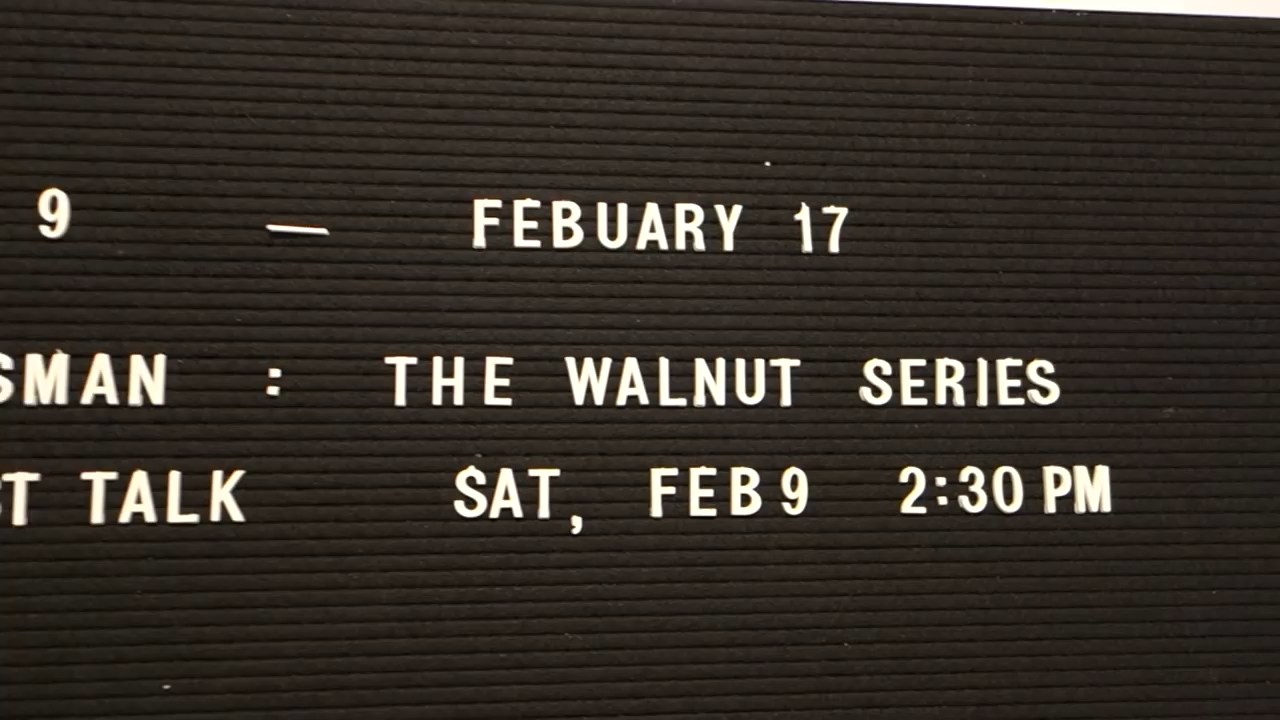 9 — FEBUARY 17
SMAN : THE WALNUT SERIES
T TALK SAT, FEB 9 2:30 PM